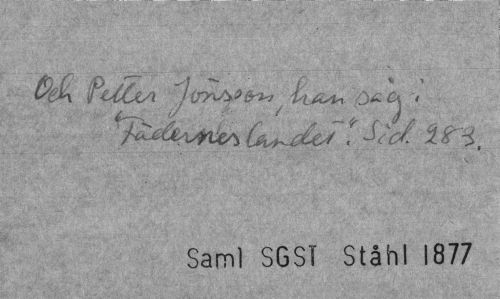 Och Petter Jönsson, han såg i
"Fäderneslandet". Sid. 283.
Saml SGST Ståhl 1877